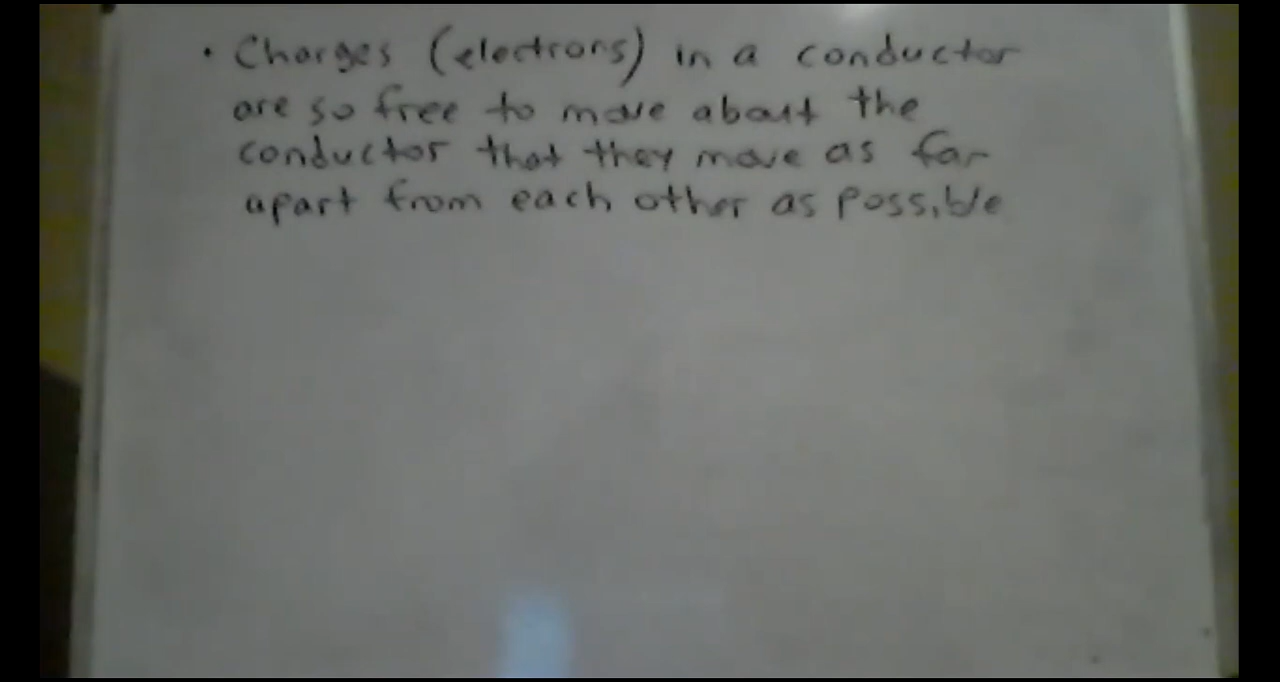 • Charges (electrons) in a conductor
are so free to move about the
conductor that they move as far
apart from each other as possible